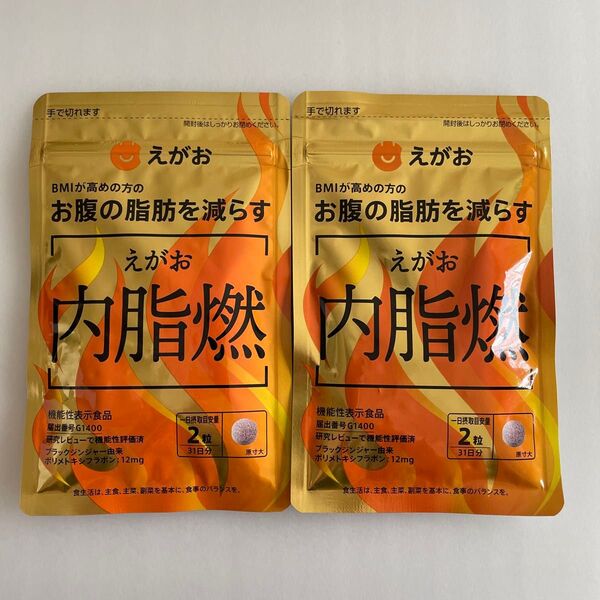 手で切れます
開封後はしっかりお閉めください。
えがお
BMIが高めの方の
お腹の脂肪を減らす
えがお
内脂燃
機能性表示食品
届出番号G1400
研究レビューで機能性評価済
ブラックジンジャー由来
ポリメトキシフラボン:12mg
一日摂取目安量
2粒
31日分
原寸大
食生活は、主食、主菜、副菜を基本に、食事のバランスを。
手で切れます
開封後はしっかりお閉めください。
えがお
BMIが高めの方の
お腹の脂肪を減らす
えがお
内脂燃
機能性表示食品
届出番号G1400
研究レビューで機能性評価済
ブラックジンジャー由来
ポリメトキシフラボン:12mg
一日摂取目安量
2粒
31日分
原寸大
食生活は、主食、主菜、副菜を基本に、食事のバランスを。